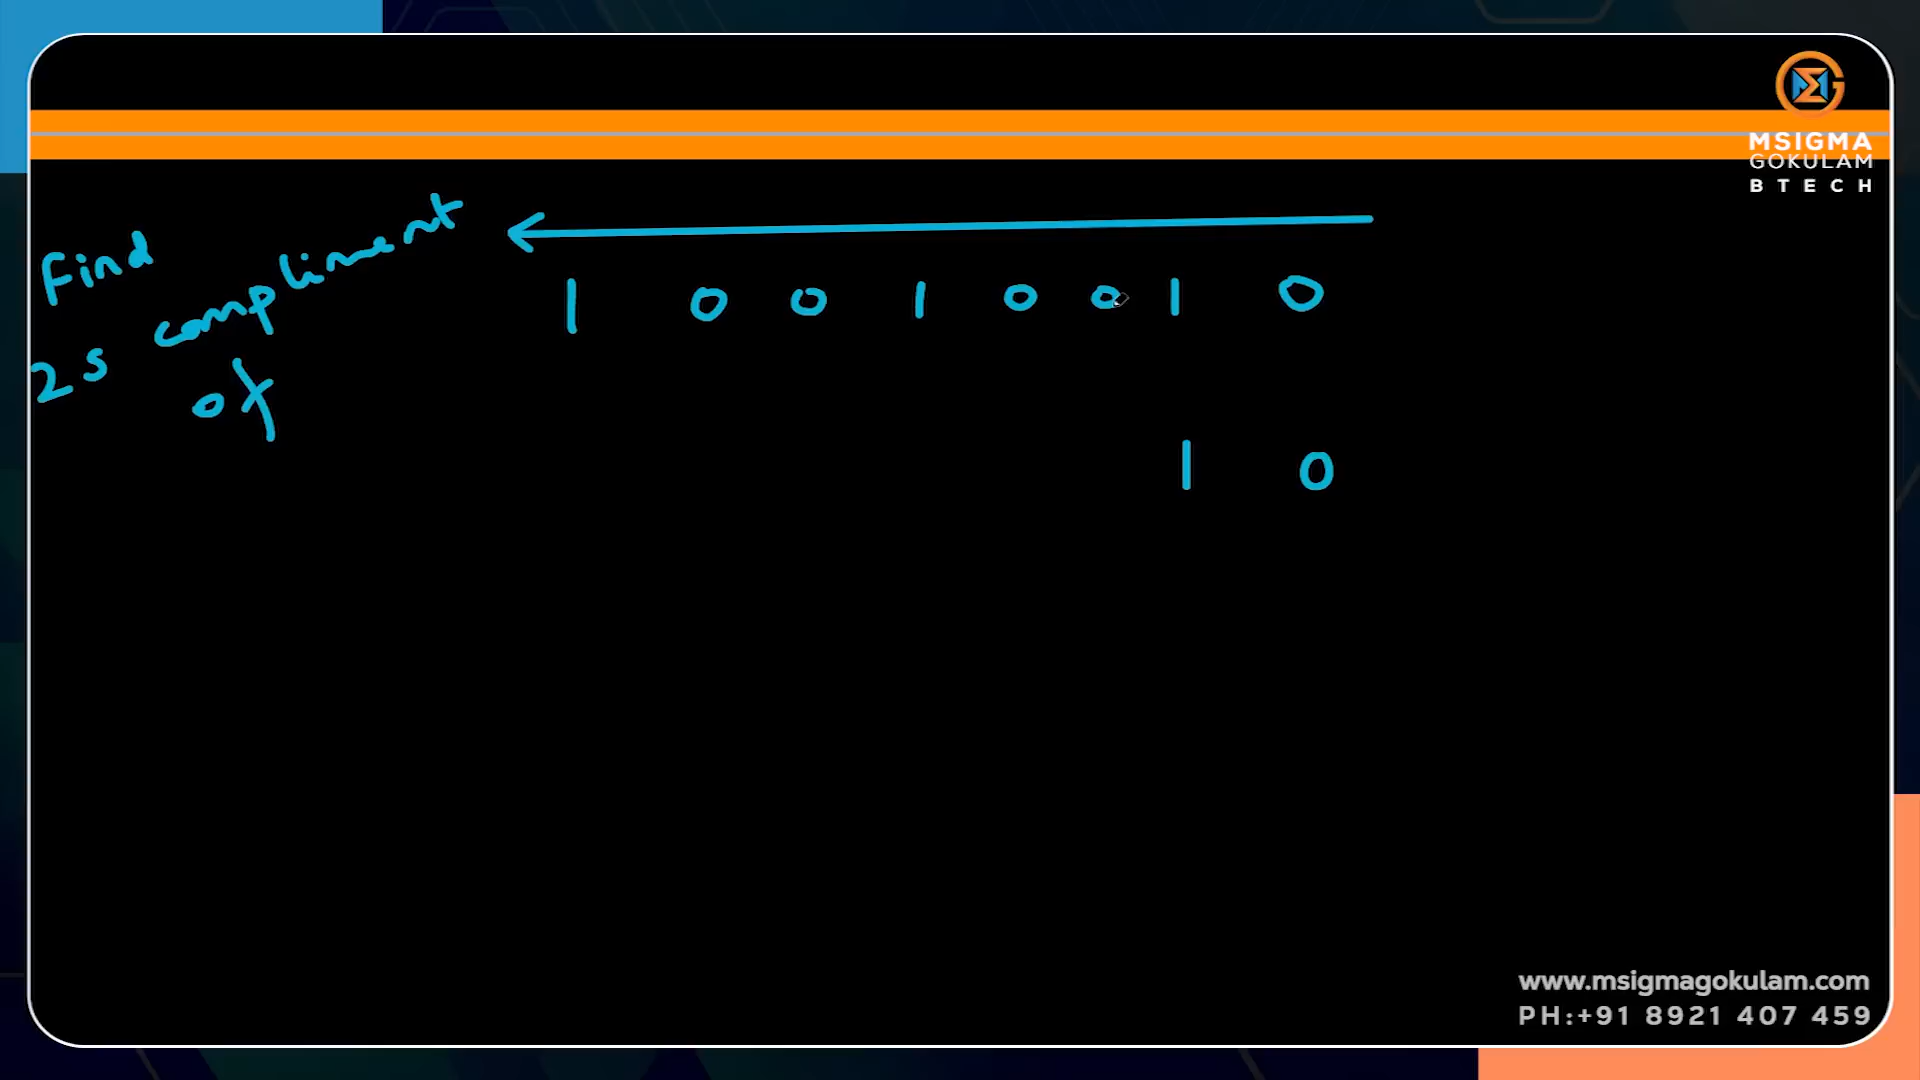 MSIGMA
GOKULAM
BTECH
Find
2s compliment
of
1 0 0 1 0 0 1 0
1 0
www.msigmagokulam.com
PH:+91 8921 407 459